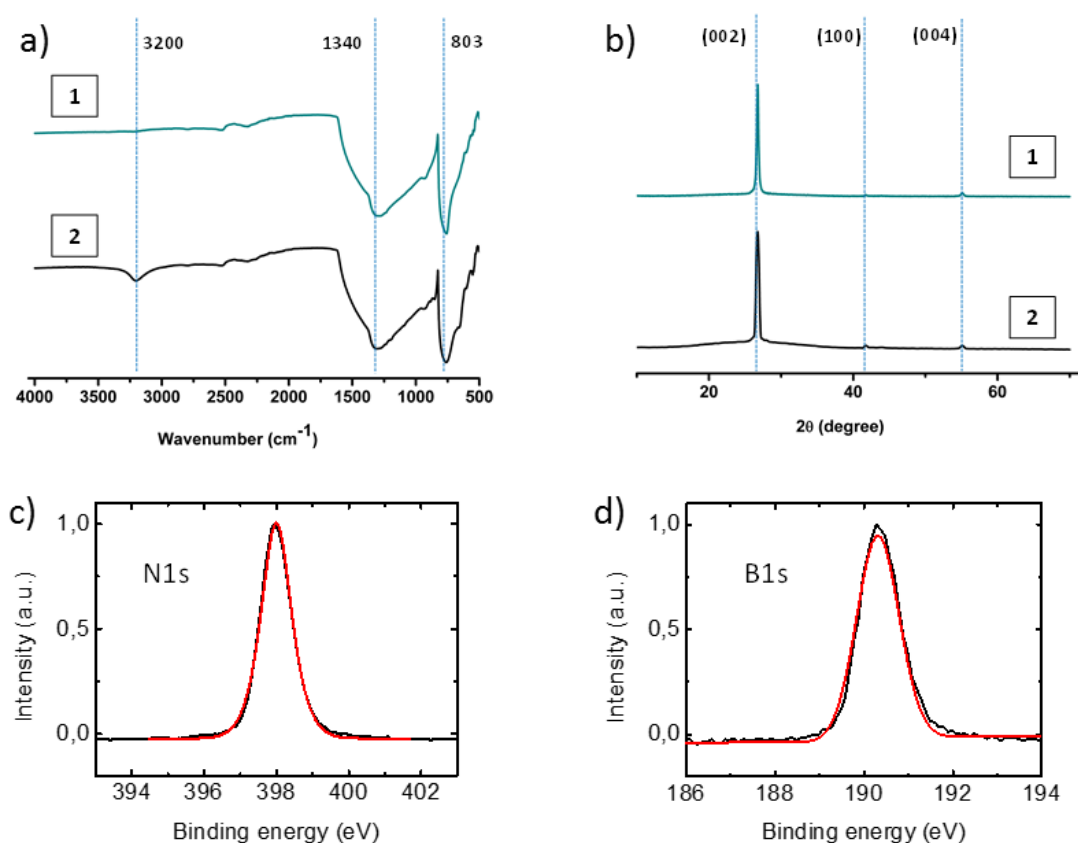 a)
3200
1340
803
1
2
4000 3500 3000 2500 2000 1500 1000 500
Wavenumber (cm-1)
b)
(002)
(100)
(004)
1
2
20 40 60
2θ (degree)
c)
N1s
1,0
0,5
0,0
Intensity (a.u.)
394 396 398 400 402
Binding energy (eV)
d)
B1s
1,0
0,5
0,0
Intensity (a.u.)
186 188 190 192 194
Binding energy (eV)